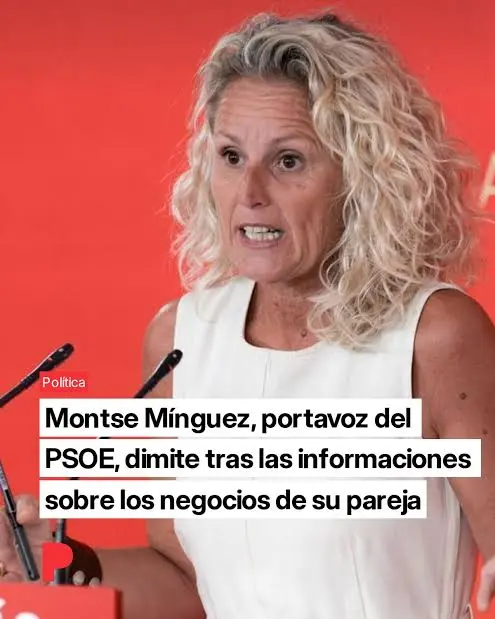 Política
Montse Mínguez, portavoz del
PSOE, dimite tras las informaciones
sobre los negocios de su pareja
P